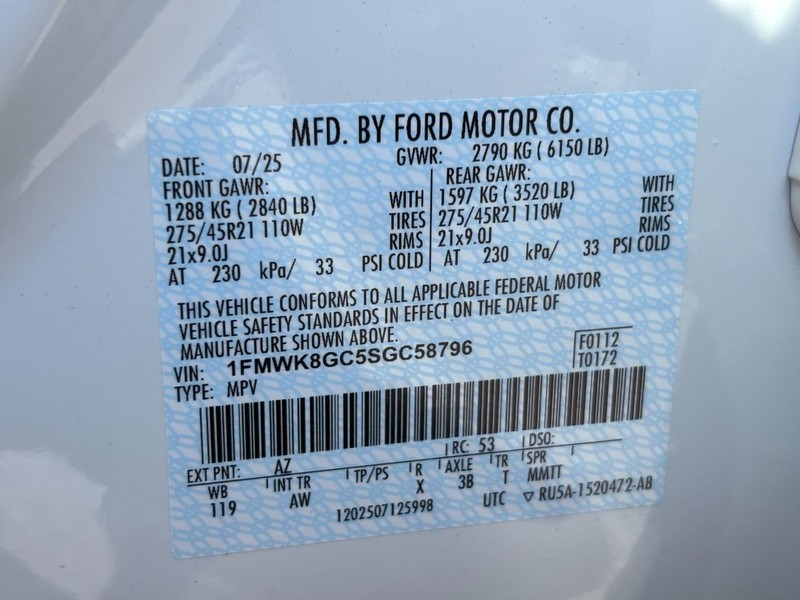 MFD. BY FORD MOTOR CO.
DATE: 07/25 GVWR: 2790 KG ( 6150 LB)
FRONT GAWR: REAR GAWR:
1288 KG ( 2840 LB) WITH 1597 KG ( 3520 LB) WITH
275/45R21 110W TIRES 275/45R21 110W TIRES
21x9.0J RIMS 21x9.0J RIMS
AT 230 kPa/ 33 PSI COLD AT 230 kPa/ 33 PSI COLD
THIS VEHICLE CONFORMS TO ALL APPLICABLE FEDERAL MOTOR
VEHICLE SAFETY STANDARDS IN EFFECT ON THE DATE OF
MANUFACTURE SHOWN ABOVE.
VIN: 1FMWK8GC5SGC58796 F0112
TYPE: MPV T0172
EXT PNT: AZ RC: 53 DSO:
WB INT TR TP/PS R AXLE TR SPR
119 AW X 3B T MMTT
1202507125998 UTC ▽ RU5A-1520472-AB